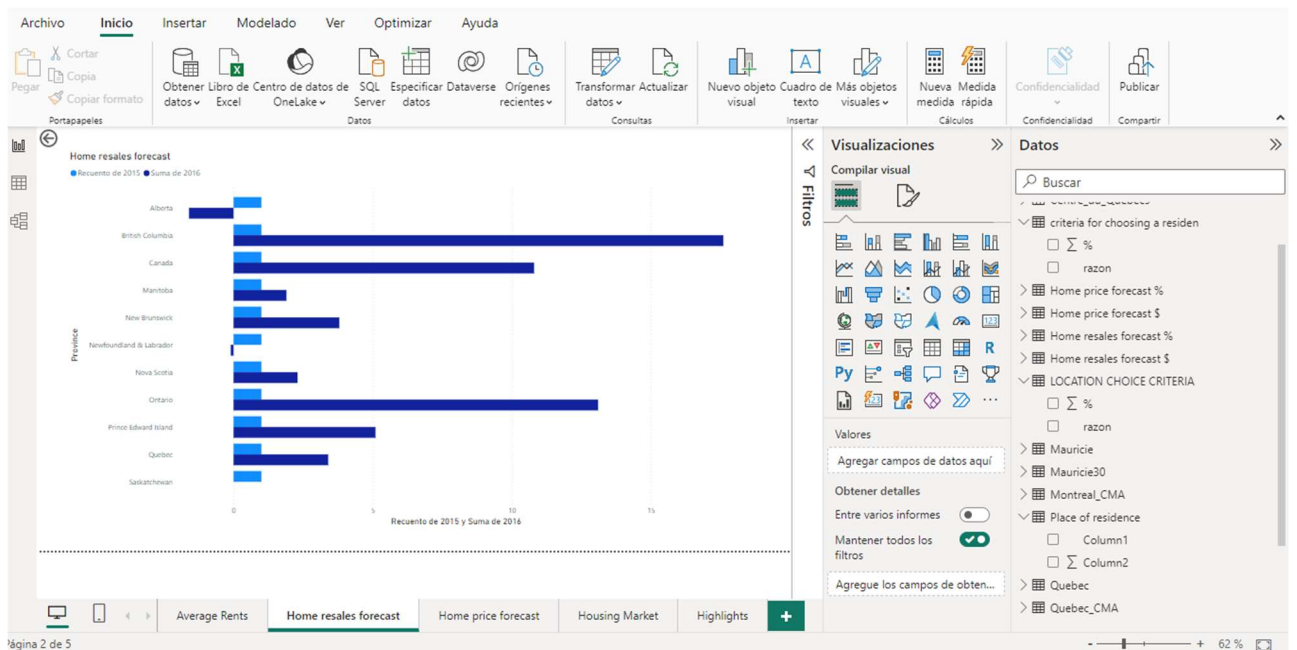 Archivo Inicio Insertar Modelado Ver Optimizar Ayuda
Pegar
Cortar
Copia
Copiar formato
Portapapeles
Obtener datos
Libro de Excel
Centro de datos de OneLake
SQL Server
Especificar datos
Dataverse
Orígenes recientes
Datos
Transformar datos
Actualizar
Consultas
Nuevo objeto visual
Cuadro de texto
Más objetos visuales
Insertar
Nueva medida
Medida rápida
Cálculos
Confidencialidad
Confidencialidad
Publicar
Compartir
Home resales forecast
Recuento de 2015 Suma de 2016
Province
Alberta
British Columbia
Canada
Manitoba
New Brunswick
Newfoundland & Labrador
Nova Scotia
Ontario
Prince Edward Island
Quebec
Saskatchewan
0 5 10 15
Recuento de 2015 y Suma de 2016
Filtros
Visualizaciones
Compilar visual
123
R
Py
123
Valores
Agregar campos de datos aquí
Obtener detalles
Entre varios informes
Mantener todos los
filtros
Agregue los campos de obten...
Datos
Buscar
criteria for choosing a residen
∑ %
razon
Home price forecast %
Home price forecast $
Home resales forecast %
Home resales forecast $
LOCATION CHOICE CRITERIA
∑ %
razon
Mauricie
Mauricie30
Montreal_CMA
Place of residence
Column1
∑ Column2
Quebec
Quebec_CMA
Average Rents Home resales forecast Home price forecast Housing Market Highlights +
Página 2 de 5
- + 62 %